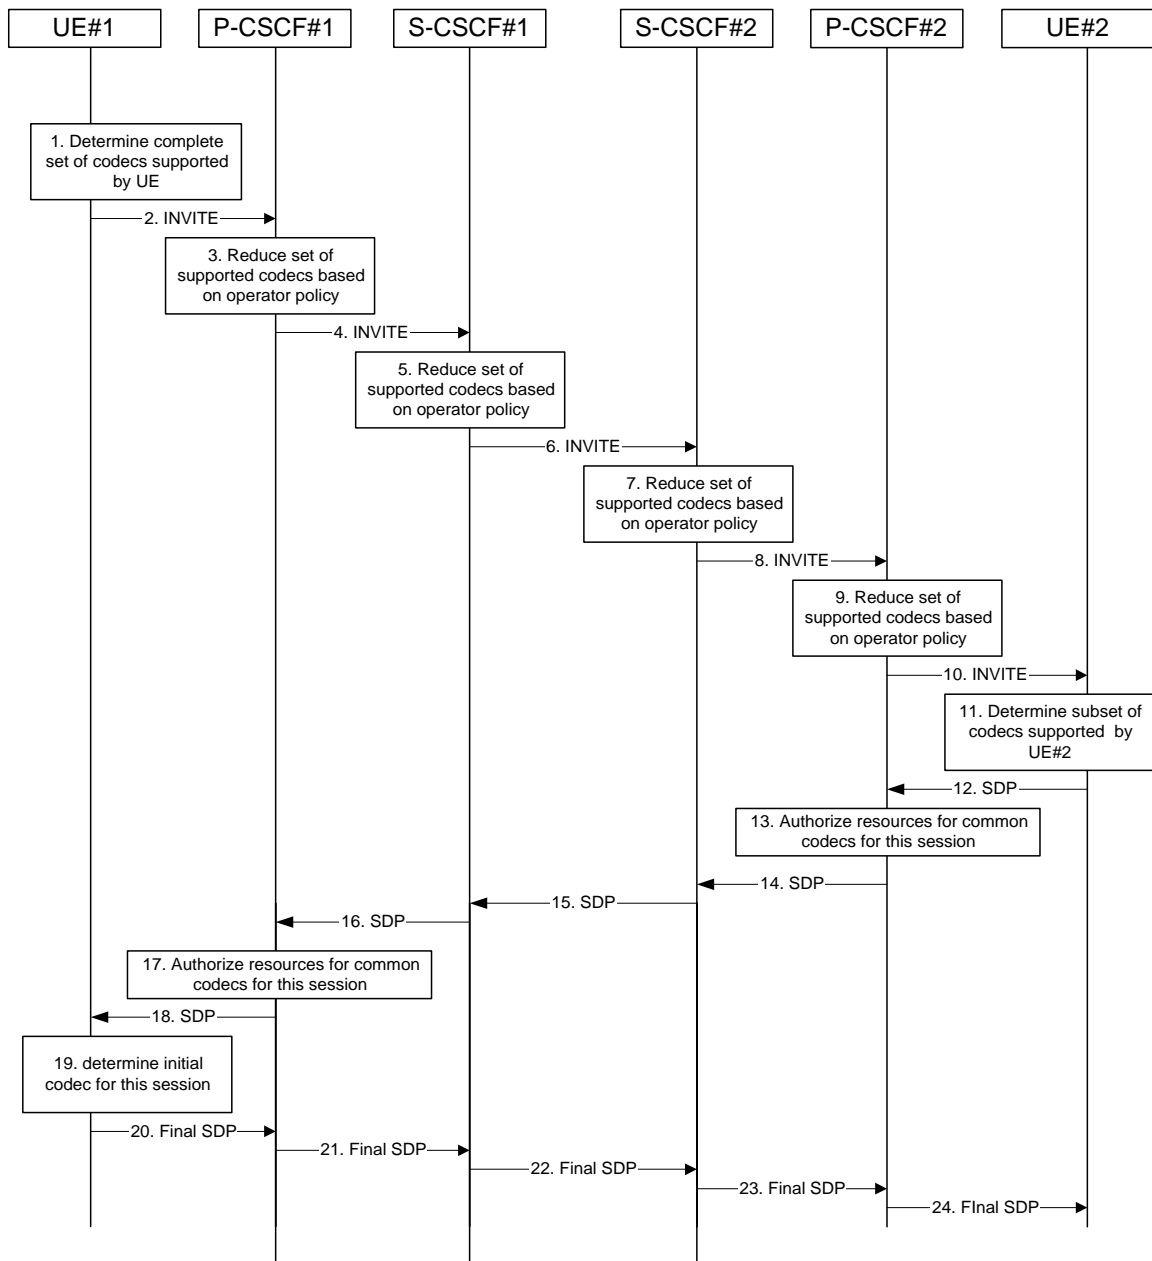 UE#1
P-CSCF#1
S-CSCF#1
S-CSCF#2
P-CSCF#2
UE#2
1. Determine complete
set of codecs supported
by UE
2. INVITE
3. Reduce set of
supported codecs based
on operator policy
4. INVITE
5. Reduce set of
supported codecs based
on operator policy
6. INVITE
7. Reduce set of
supported codecs based
on operator policy
8. INVITE
9. Reduce set of
supported codecs based
on operator policy
10. INVITE
11. Determine subset of
codecs supported by
UE#2
12. SDP
13. Authorize resources for common
codecs for this session
14. SDP
15. SDP
16. SDP
17. Authorize resources for common
codecs for this session
18. SDP
19. determine initial
codec for this session
20. Final SDP
21. Final SDP
22. Final SDP
23. Final SDP
24. FInal SDP